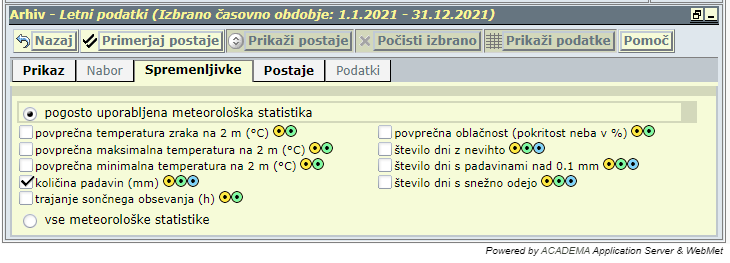 Arhiv - Letni podatki (Izbrano časovno obdobje: 1.1.2021 - 31.12.2021)
Nazaj Primerjaj postaje Prikaži postaje Počisti izbrano Prikaži podatke Pomoč
Prikaz Nabor Spremenljivke Postaje Podatki
pogosto uporabljena meteorološka statistika
povprečna temperatura zraka na 2 m (°C)
povprečna maksimalna temperatura na 2 m (°C)
povprečna minimalna temperatura na 2 m (°C)
količina padavin (mm)
trajanje sončnega obsevanja (h)
povprečna oblačnost (pokritost neba v %)
število dni z nevihto
število dni s padavinami nad 0.1 mm
število dni s snežno odejo
vse meteorološke statistike
Powered by ACADEMA Application Server & WebMet